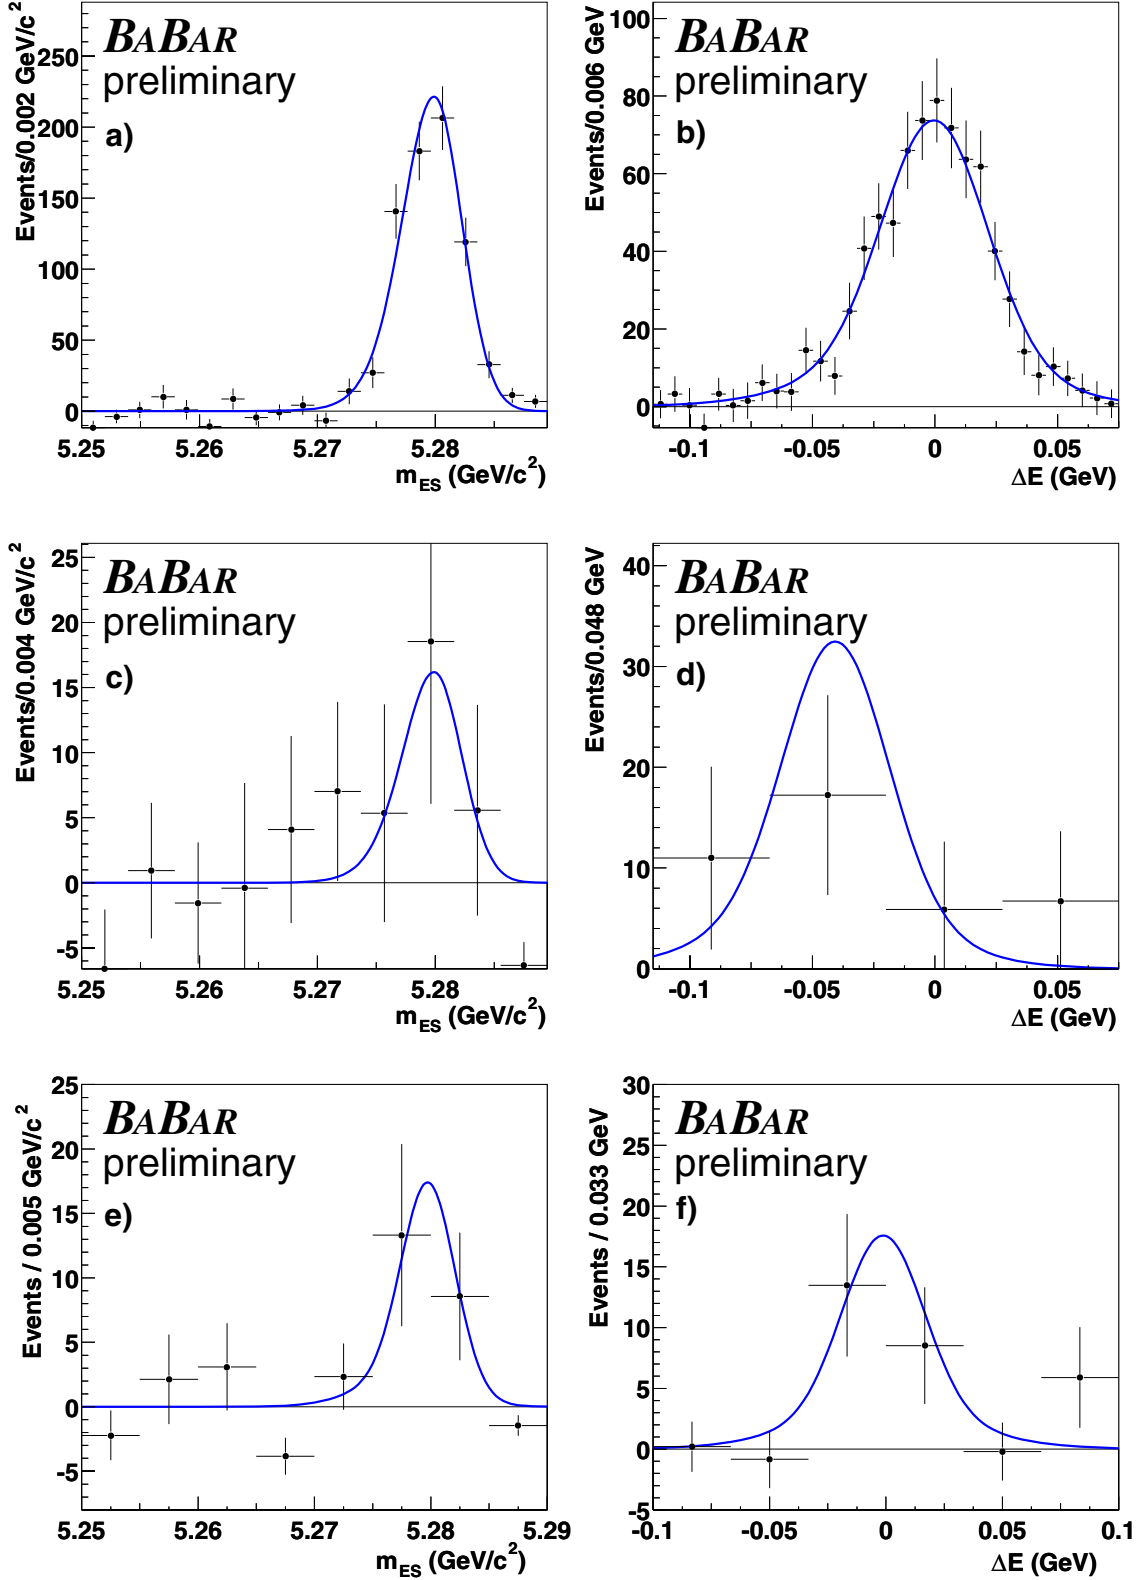 BABAR
preliminary
a)
Events/0.002 GeV/c²
250
200
150
100
50
0
5.25 5.26 5.27 5.28
m_ES (GeV/c²)
BABAR
preliminary
b)
Events/0.006 GeV
100
80
60
40
20
0
-0.1 -0.05 0 0.05
ΔE (GeV)
BABAR
preliminary
c)
Events/0.004 GeV/c²
25
20
15
10
5
0
-5
5.25 5.26 5.27 5.28
m_ES (GeV/c²)
BABAR
preliminary
d)
Events/0.048 GeV
40
30
20
10
0
-0.1 -0.05 0 0.05
ΔE (GeV)
BABAR
preliminary
e)
Events / 0.005 GeV/c²
25
20
15
10
5
0
-5
5.25 5.26 5.27 5.28 5.29
m_ES (GeV/c²)
BABAR
preliminary
f)
Events / 0.033 GeV
30
25
20
15
10
5
0
-5
-0.1 -0.05 0 0.05 0.1
ΔE (GeV)